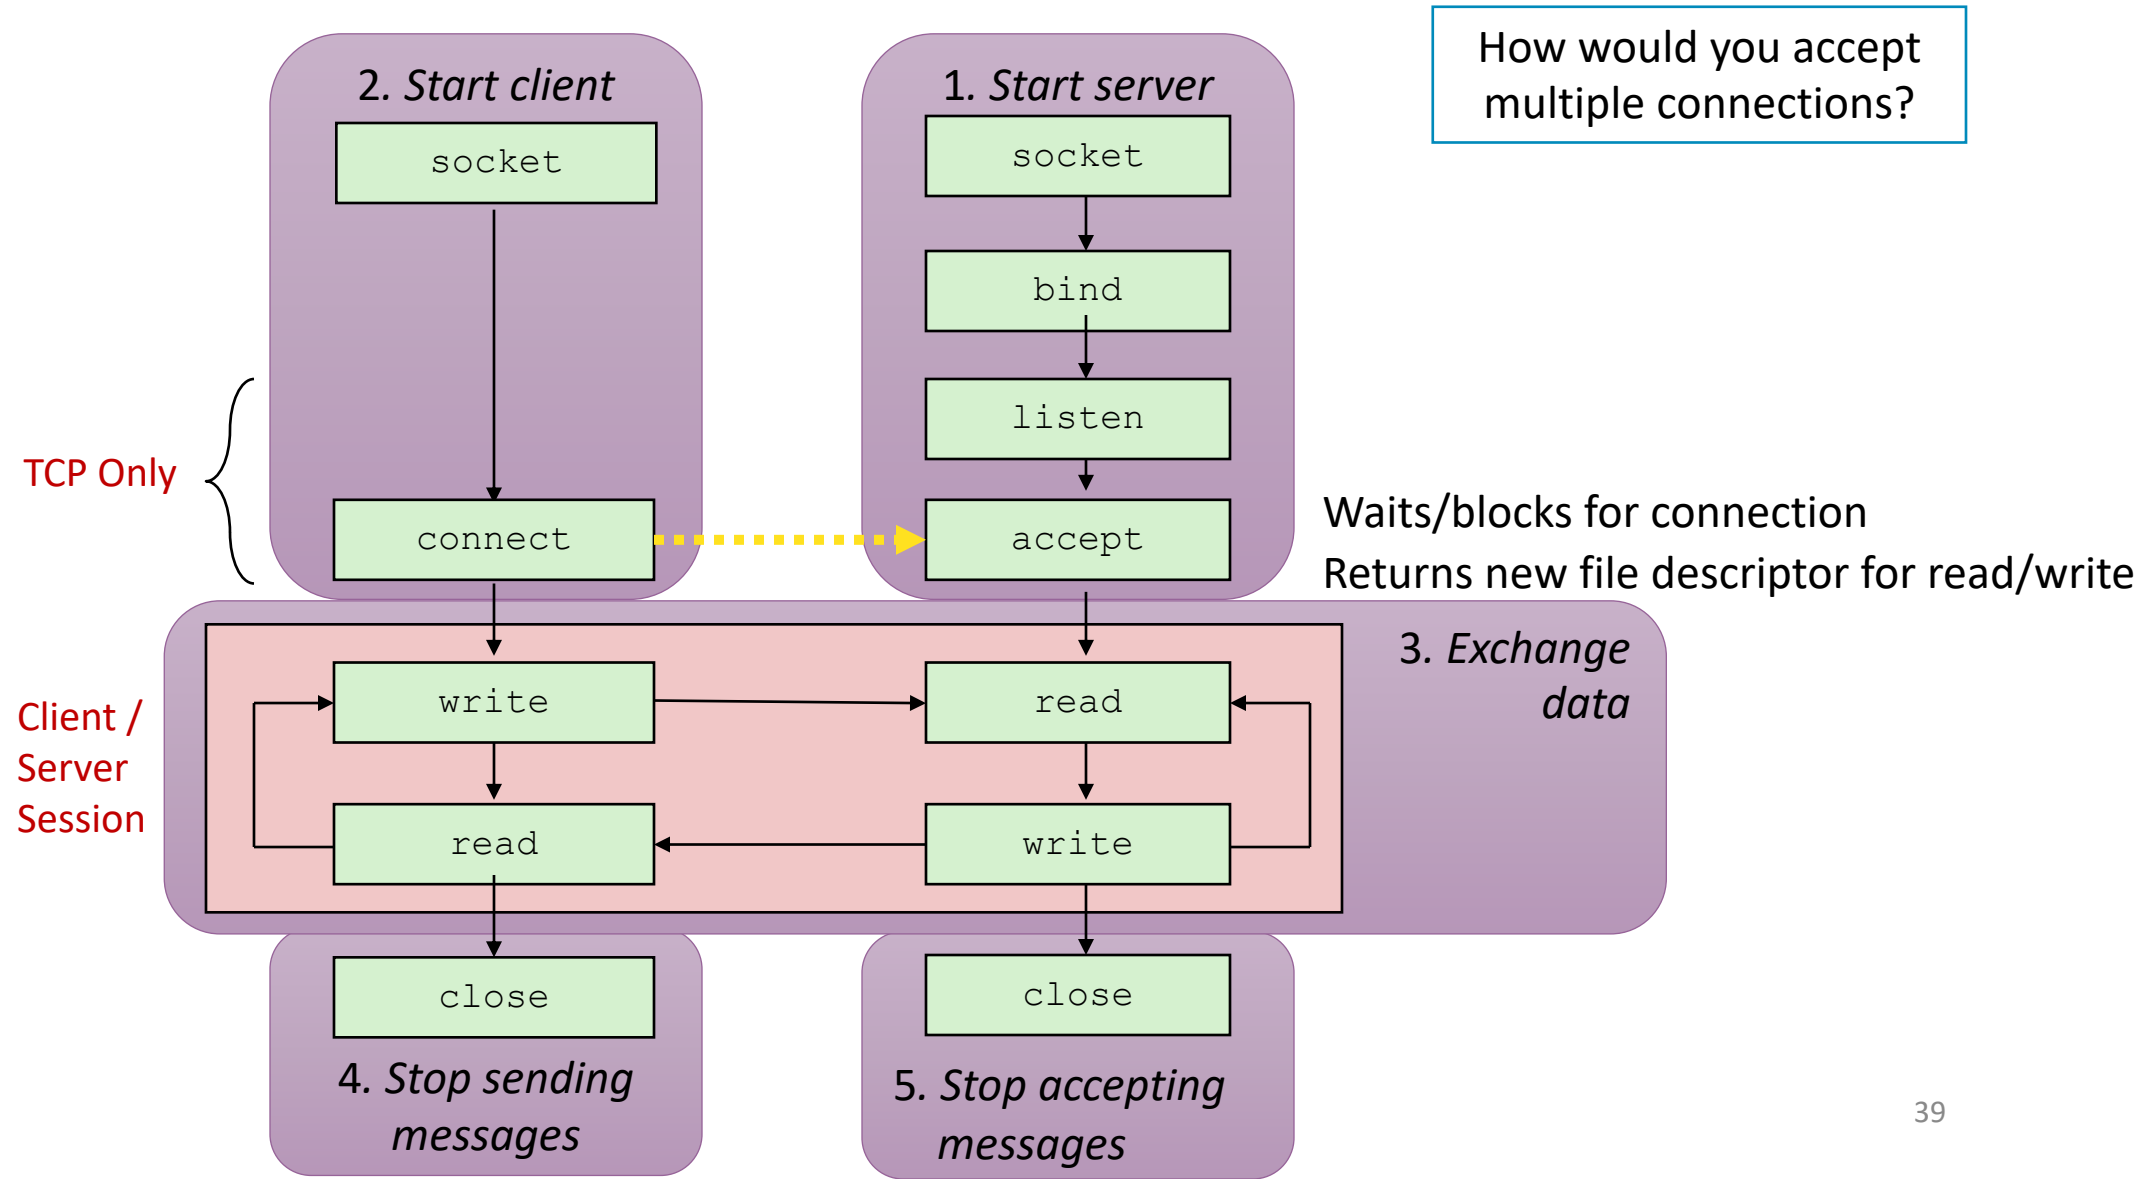 How would you accept
multiple connections?
2. Start client
socket
connect
1. Start server
socket
bind
listen
accept
TCP Only
Waits/blocks for connection
Returns new file descriptor for read/write
3. Exchange
data
Client /
Server
Session
write
read
read
write
close
4. Stop sending
messages
close
5. Stop accepting
messages
39